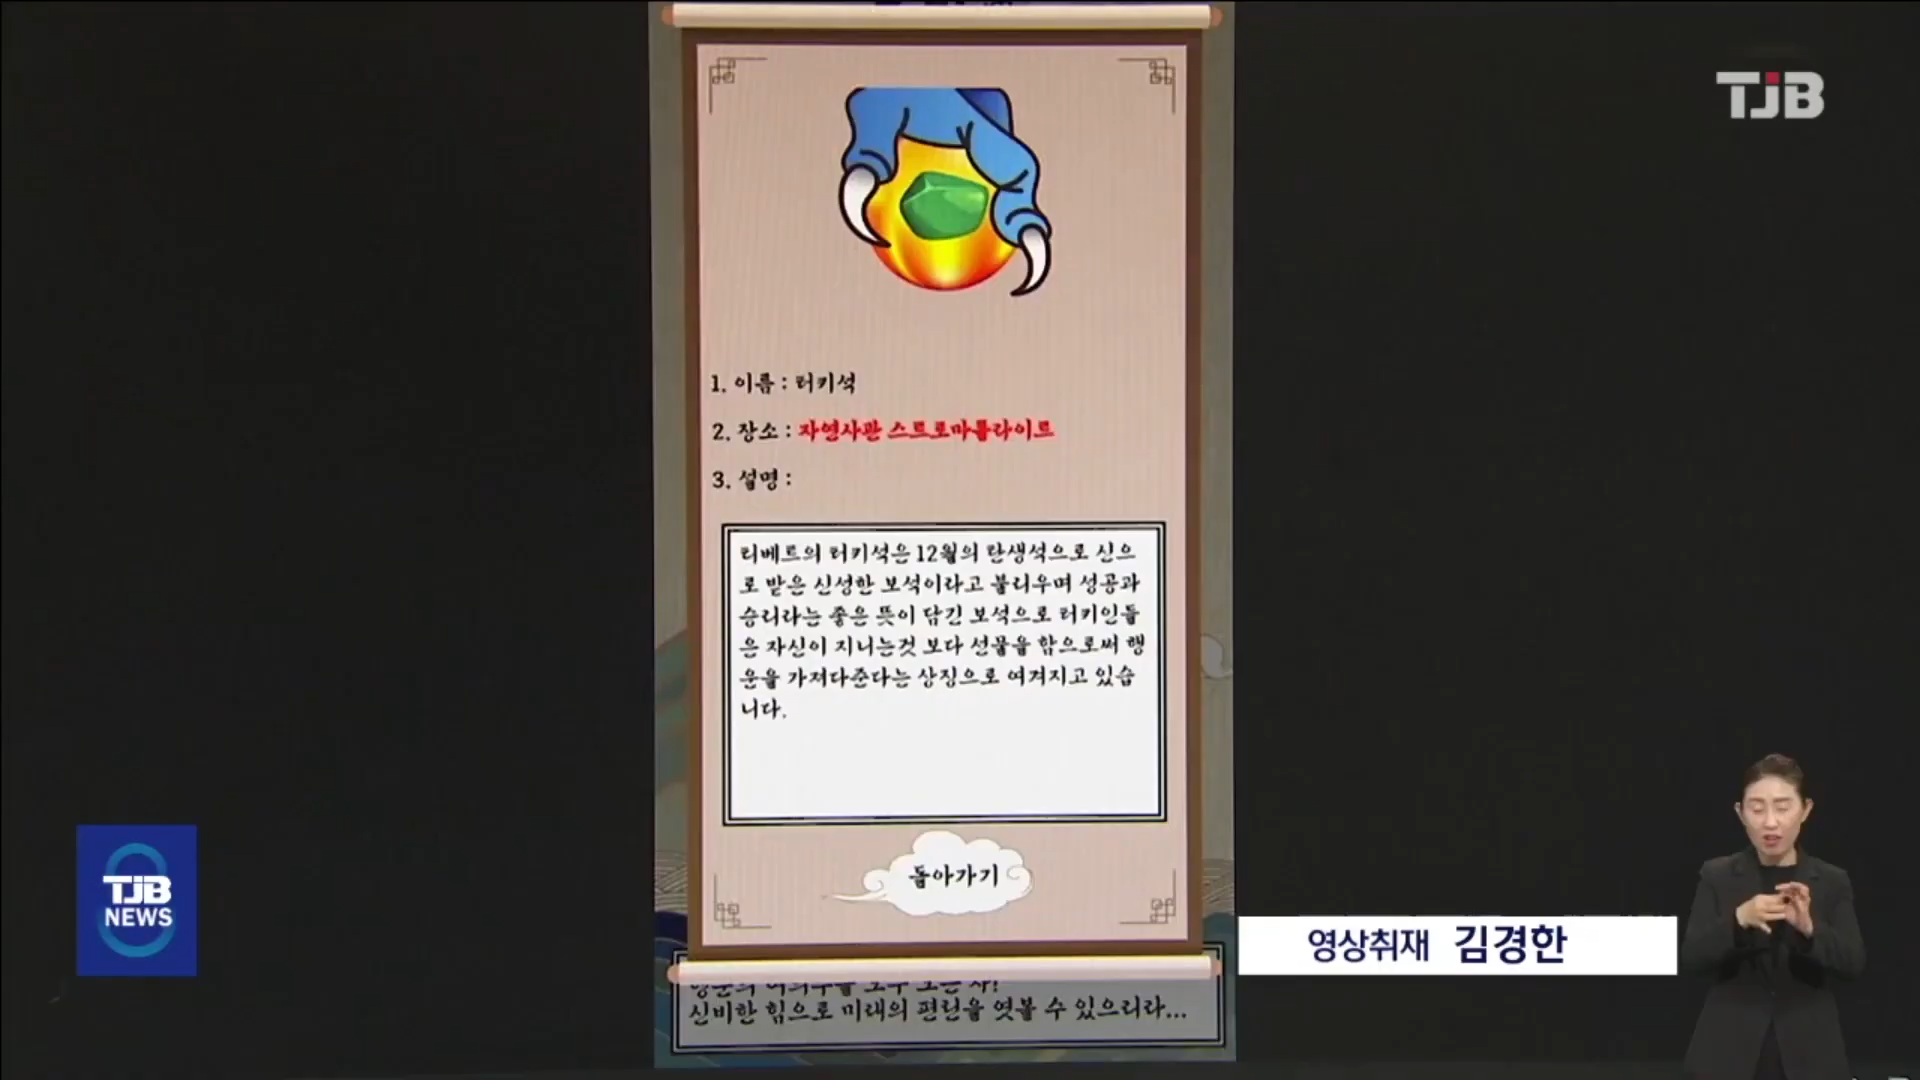 TJB
1. 이름 : 터키석
2. 장소 : 자연사관 스트로마톨라이트
3. 설명 :
티베트의 터키석은 12월의 탄생석으로 신으
로 받은 신성한 보석이라고 불리우며 성공과
승리라는 좋은 뜻이 담긴 보석으로 터키인들
은 자신이 지니는것 보다 선물을 함으로써 행
운을 가져다준다는 상징으로 여겨지고 있습
니다.
돌아가기
TJB
NEWS
영상취재 김경한
신비한 힘으로 미래의 편린을 엿볼 수 있으리라...